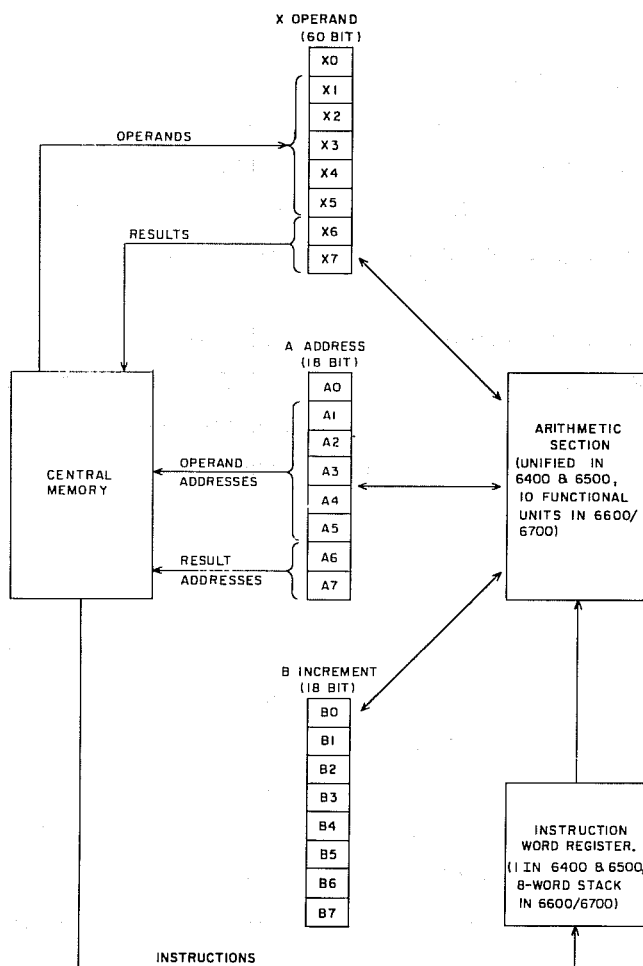 X OPERAND
(60 BIT)
X0
X1
X2
X3
X4
X5
X6
X7
OPERANDS
RESULTS
A ADDRESS
(18 BIT)
A0
A1
A2
A3
A4
A5
A6
A7
CENTRAL
MEMORY
OPERAND
ADDRESSES
RESULT
ADDRESSES
ARITHMETIC
SECTION
(UNIFIED IN
6400 & 6500,
10 FUNCTIONAL
UNITS IN 6600/
6700)
B INCREMENT
(18 BIT)
B0
B1
B2
B3
B4
B5
B6
B7
INSTRUCTION
WORD REGISTER.
(1 IN 6400 & 6500,
8-WORD STACK
IN 6600/6700)
INSTRUCTIONS